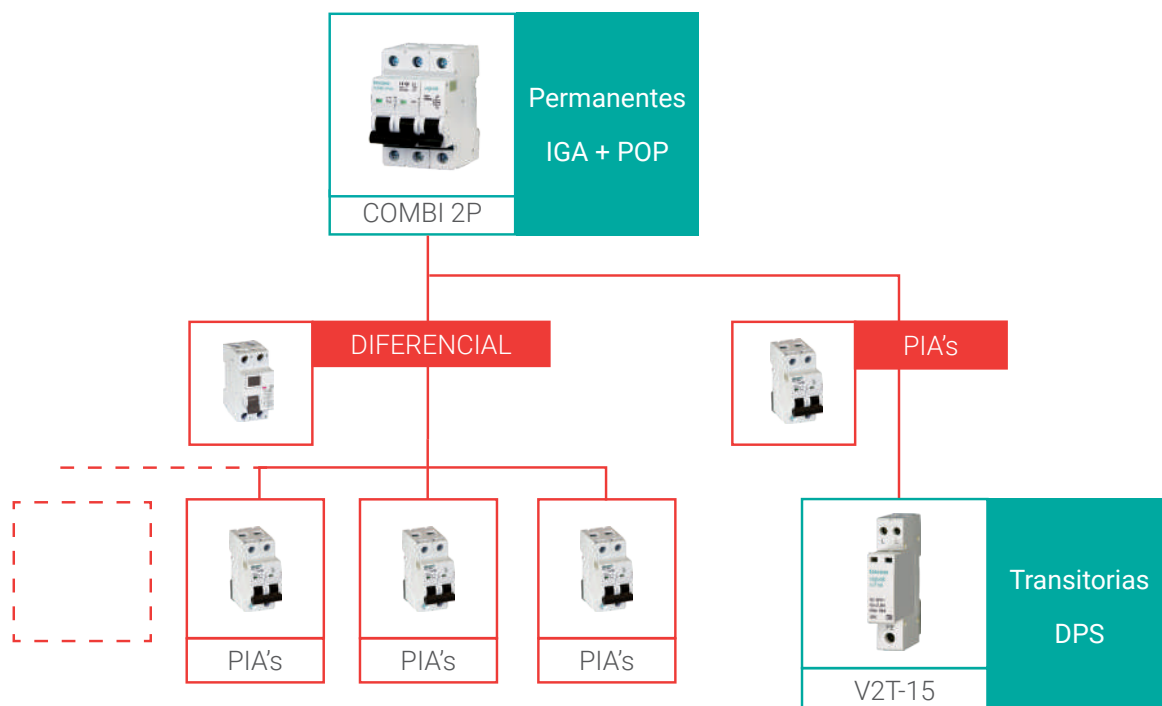 Permanentes
IGA + POP
COMBI 2P
DIFERENCIAL
PIA's
PIA's
PIA's
PIA's
Transitorias
DPS
V2T-15